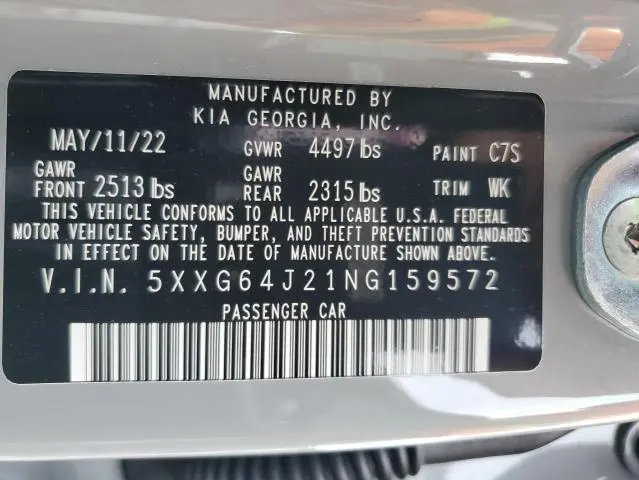 MANUFACTURED BY
KIA GEORGIA, INC.
MAY/11/22 GVWR 4497 lbs PAINT C7S
GAWR FRONT 2513 lbs GAWR REAR 2315 lbs TRIM WK
THIS VEHICLE CONFORMS TO ALL APPLICABLE U.S.A. FEDERAL
MOTOR VEHICLE SAFETY, BUMPER, AND THEFT PREVENTION STANDARDS
IN EFFECT ON THE DATE OF MANUFACTURE SHOWN ABOVE.
V.I.N. 5XXG64J21NG159572
PASSENGER CAR